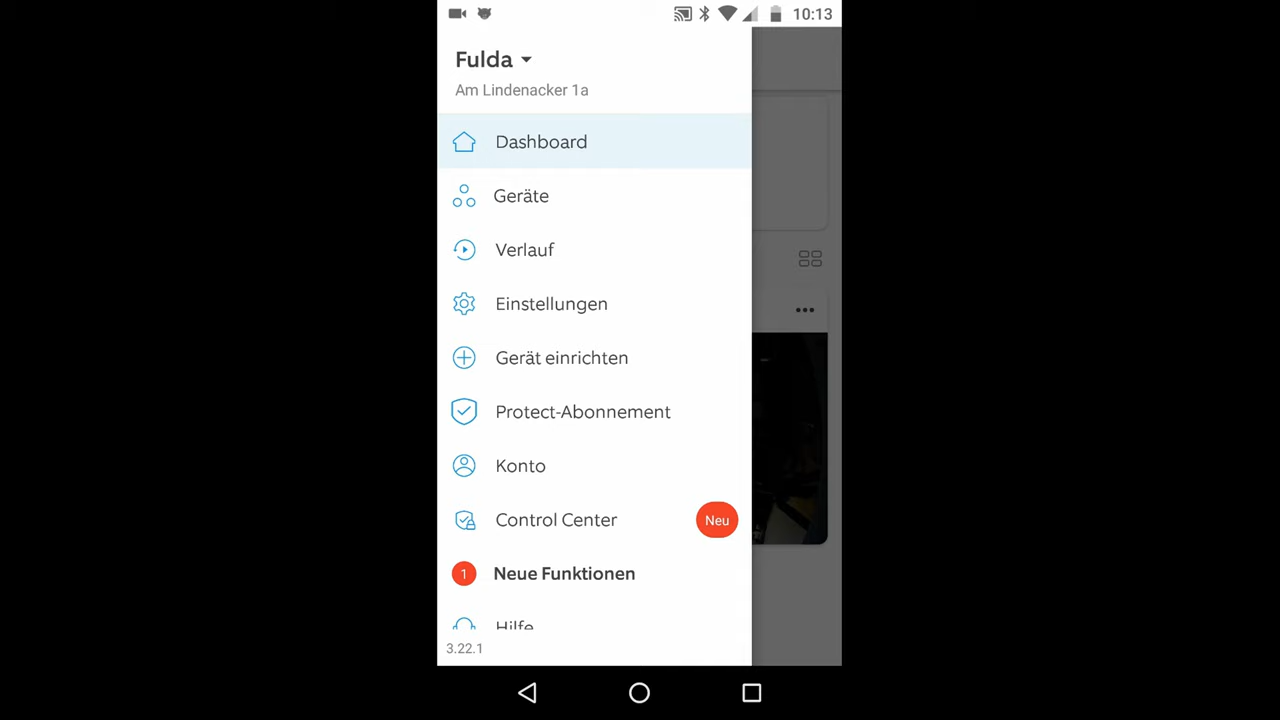 10:13
Fulda
Am Lindenacker 1a
Dashboard
Geräte
Verlauf
Einstellungen
Gerät einrichten
Protect-Abonnement
Konto
Control Center
Neu
1
Neue Funktionen
Hilfe
3.22.1